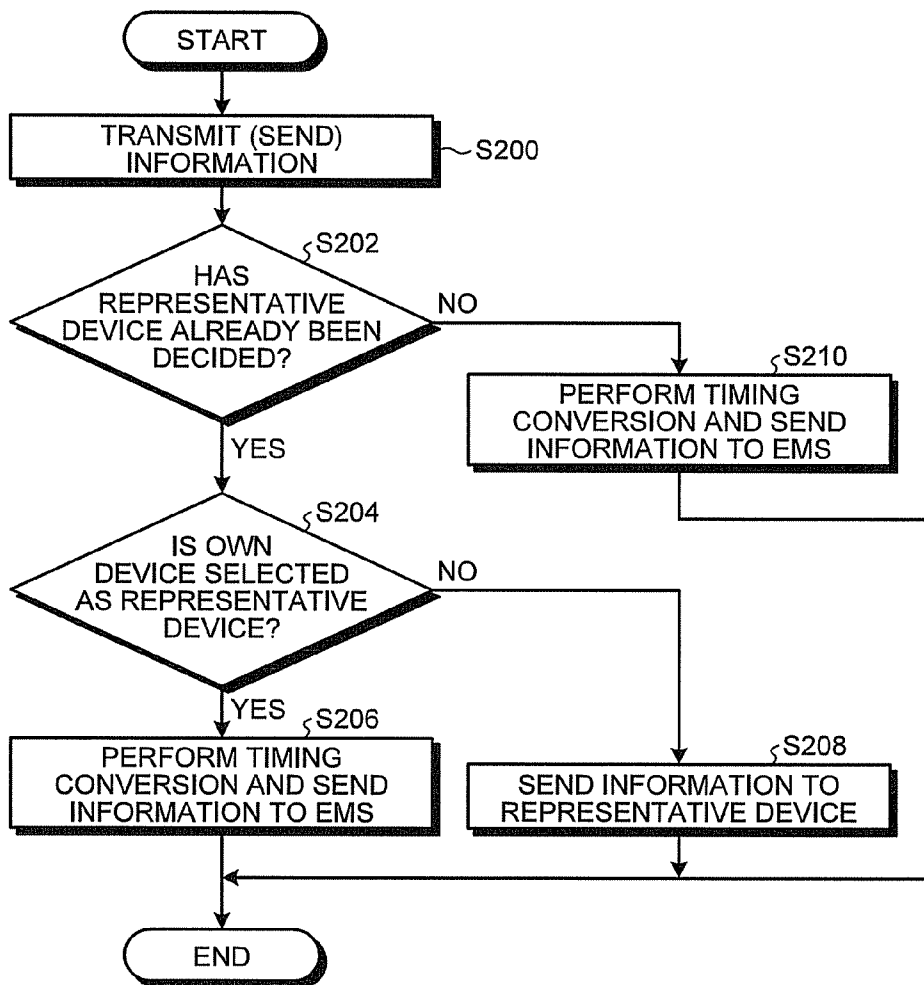 START
TRANSMIT (SEND)
INFORMATION
S200
S202
HAS
REPRESENTATIVE
DEVICE ALREADY BEEN
DECIDED?
NO
S210
PERFORM TIMING
CONVERSION AND SEND
INFORMATION TO EMS
YES
S204
IS OWN
DEVICE SELECTED
AS REPRESENTATIVE
DEVICE?
NO
YES
S206
PERFORM TIMING
CONVERSION AND SEND
INFORMATION TO EMS
S208
SEND INFORMATION TO
REPRESENTATIVE DEVICE
END